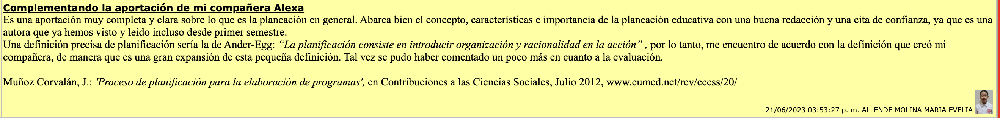 Complementando la aportación de mi compañera Alexa
Es una aportación muy completa y clara sobre lo que es la planeación en general. Abarca bien el concepto, características e importancia de la planeación educativa con una buena redacción y una cita de confianza, ya que es una
autora que ya hemos visto y leído incluso desde primer semestre.
Una definición precisa de planificación sería la de Ander-Egg: “La planificación consiste en introducir organización y racionalidad en la acción” , por lo tanto, me encuentro de acuerdo con la definición que creó mi
compañera, de manera que es una gran expansión de esta pequeña definición. Tal vez se pudo haber comentado un poco más en cuanto a la evaluación.
Muñoz Corvalán, J.: 'Proceso de planificación para la elaboración de programas', en Contribuciones a las Ciencias Sociales, Julio 2012, www.eumed.net/rev/cccss/20/
21/06/2023 03:53:27 p. m. ALLENDE MOLINA MARIA EVELIA